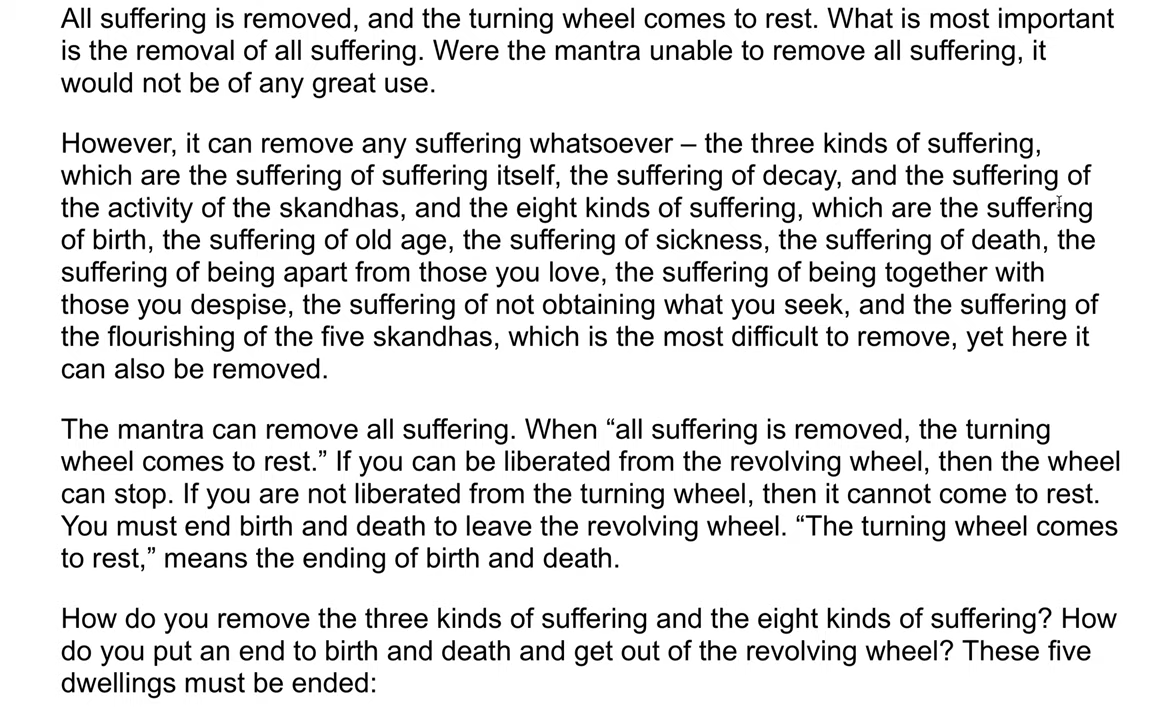 All suffering is removed, and the turning wheel comes to rest. What is most important
is the removal of all suffering. Were the mantra unable to remove all suffering, it
would not be of any great use.
However, it can remove any suffering whatsoever – the three kinds of suffering,
which are the suffering of suffering itself, the suffering of decay, and the suffering of
the activity of the skandhas, and the eight kinds of suffering, which are the suffering
of birth, the suffering of old age, the suffering of sickness, the suffering of death, the
suffering of being apart from those you love, the suffering of being together with
those you despise, the suffering of not obtaining what you seek, and the suffering of
the flourishing of the five skandhas, which is the most difficult to remove, yet here it
can also be removed.
The mantra can remove all suffering. When “all suffering is removed, the turning
wheel comes to rest.” If you can be liberated from the revolving wheel, then the wheel
can stop. If you are not liberated from the turning wheel, then it cannot come to rest.
You must end birth and death to leave the revolving wheel. “The turning wheel comes
to rest,” means the ending of birth and death.
How do you remove the three kinds of suffering and the eight kinds of suffering? How
do you put an end to birth and death and get out of the revolving wheel? These five
dwellings must be ended: